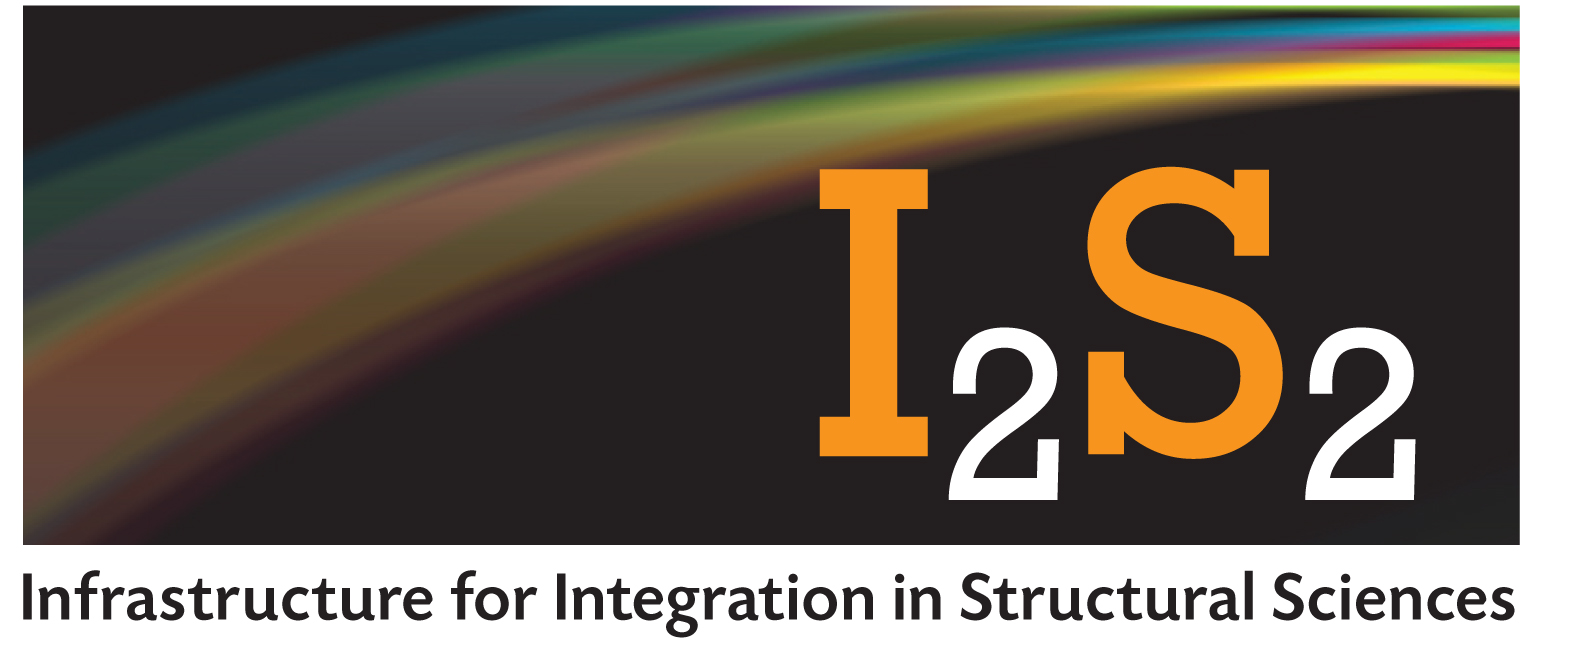 I2S2
Infrastructure for Integration in Structural Sciences